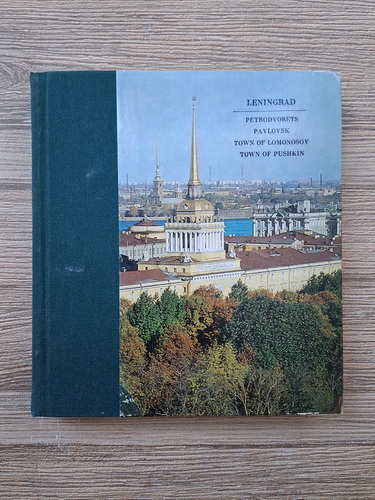 LENINGRAD
PETRODVORETS
PAVLOVSK
TOWN OF LOMONOSOV
TOWN OF PUSHKIN